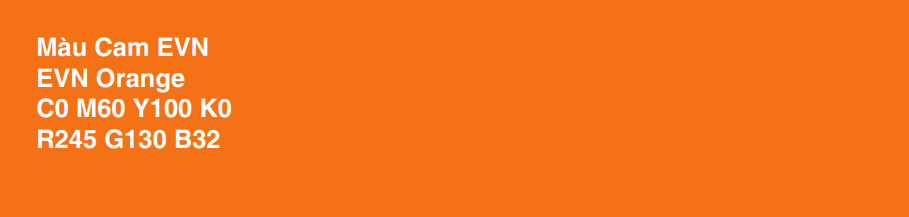 Màu Cam EVN
EVN Orange
C0 M60 Y100 K0
R245 G130 B32